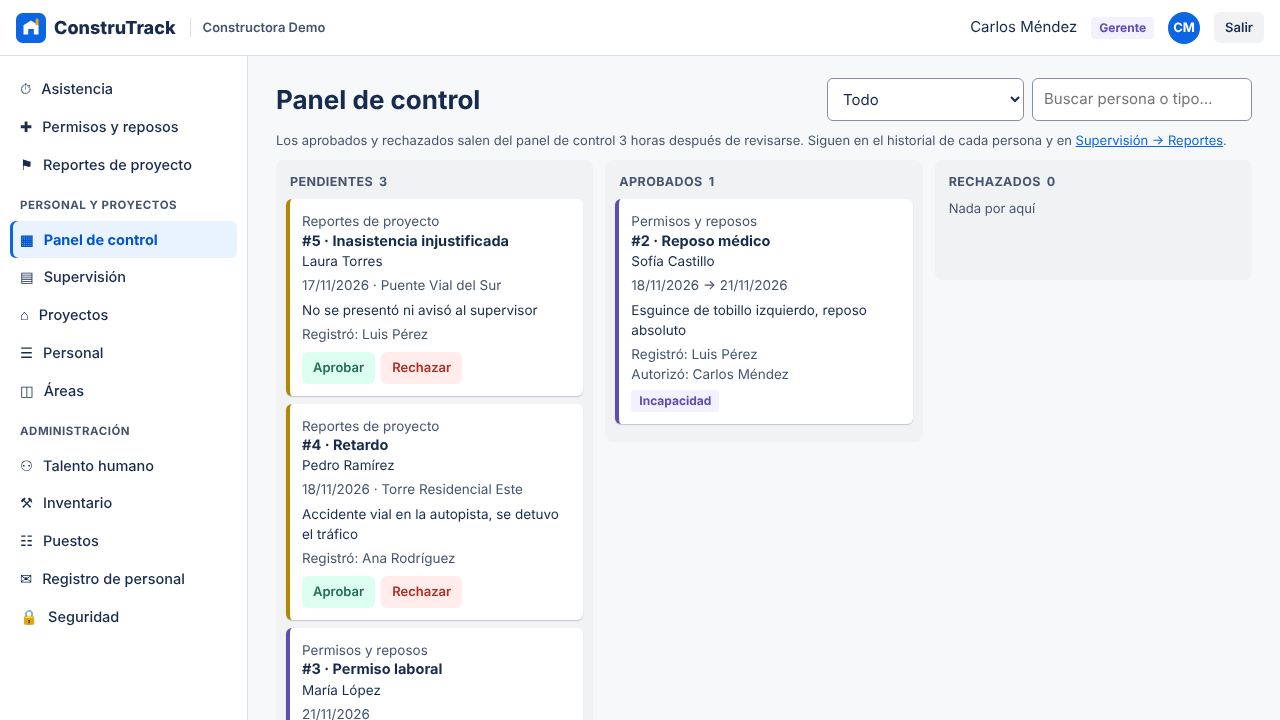 ConstruTrack
Constructora Demo
Carlos Méndez
Gerente
CM
Salir
Asistencia
Permisos y reposos
Reportes de proyecto
PERSONAL Y PROYECTOS
Panel de control
Supervisión
Proyectos
Personal
Áreas
ADMINISTRACIÓN
Talento humano
Inventario
Puestos
Registro de personal
Seguridad
Panel de control
Todo
Buscar persona o tipo...
Los aprobados y rechazados salen del panel de control 3 horas después de revisarse. Siguen en el historial de cada persona y en Supervisión → Reportes.
PENDIENTES 3
Reportes de proyecto
#5 · Inasistencia injustificada
Laura Torres
17/11/2026 · Puente Vial del Sur
No se presentó ni avisó al supervisor
Registró: Luis Pérez
Aprobar Rechazar
Reportes de proyecto
#4 · Retardo
Pedro Ramírez
18/11/2026 · Torre Residencial Este
Accidente vial en la autopista, se detuvo
el tráfico
Registró: Ana Rodríguez
Aprobar Rechazar
Permisos y reposos
#3 · Permiso laboral
María López
21/11/2026
APROBADOS 1
Permisos y reposos
#2 · Reposo médico
Sofía Castillo
18/11/2026 → 21/11/2026
Esguince de tobillo izquierdo, reposo
absoluto
Registró: Luis Pérez
Autorizó: Carlos Méndez
Incapacidad
RECHAZADOS 0
Nada por aquí